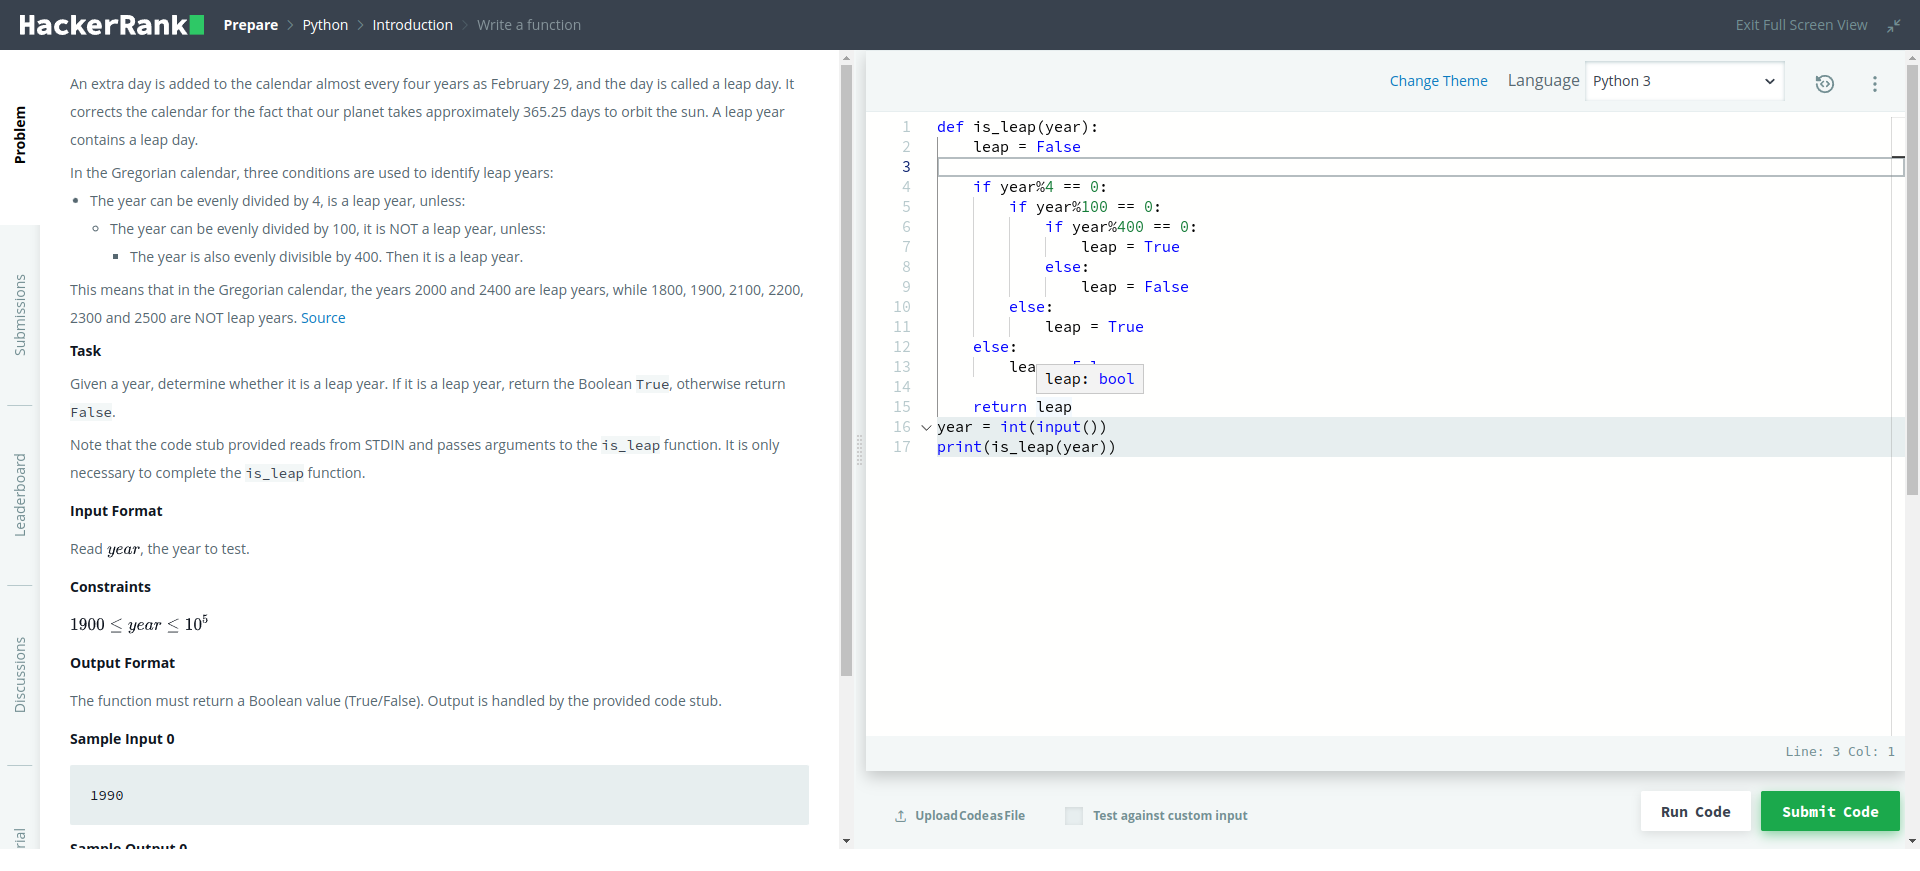 HackerRank Prepare > Python > Introduction > Write a function Exit Full Screen View
Problem
Submissions
Leaderboard
Discussions
rial
An extra day is added to the calendar almost every four years as February 29, and the day is called a leap day. It
corrects the calendar for the fact that our planet takes approximately 365.25 days to orbit the sun. A leap year
contains a leap day.
In the Gregorian calendar, three conditions are used to identify leap years:
• The year can be evenly divided by 4, is a leap year, unless:
○ The year can be evenly divided by 100, it is NOT a leap year, unless:
■ The year is also evenly divisible by 400. Then it is a leap year.
This means that in the Gregorian calendar, the years 2000 and 2400 are leap years, while 1800, 1900, 2100, 2200,
2300 and 2500 are NOT leap years. Source
Task
Given a year, determine whether it is a leap year. If it is a leap year, return the Boolean True, otherwise return
False.
Note that the code stub provided reads from STDIN and passes arguments to the is_leap function. It is only
necessary to complete the is_leap function.
Input Format
Read year, the year to test.
Constraints
1900 ≤ year ≤ 10⁵
Output Format
The function must return a Boolean value (True/False). Output is handled by the provided code stub.
Sample Input 0
1990
Sample Output 0
Change Theme Language Python 3
1 def is_leap(year):
2     leap = False
3
4     if year%4 == 0:
5         if year%100 == 0:
6             if year%400 == 0:
7                 leap = True
8             else:
9                 leap = False
10         else:
11             leap = True
12     else:
13         lea
leap: bool
14
15     return leap
16 year = int(input())
17 print(is_leap(year))
Line: 3 Col: 1
Upload Code as File Test against custom input Run Code Submit Code